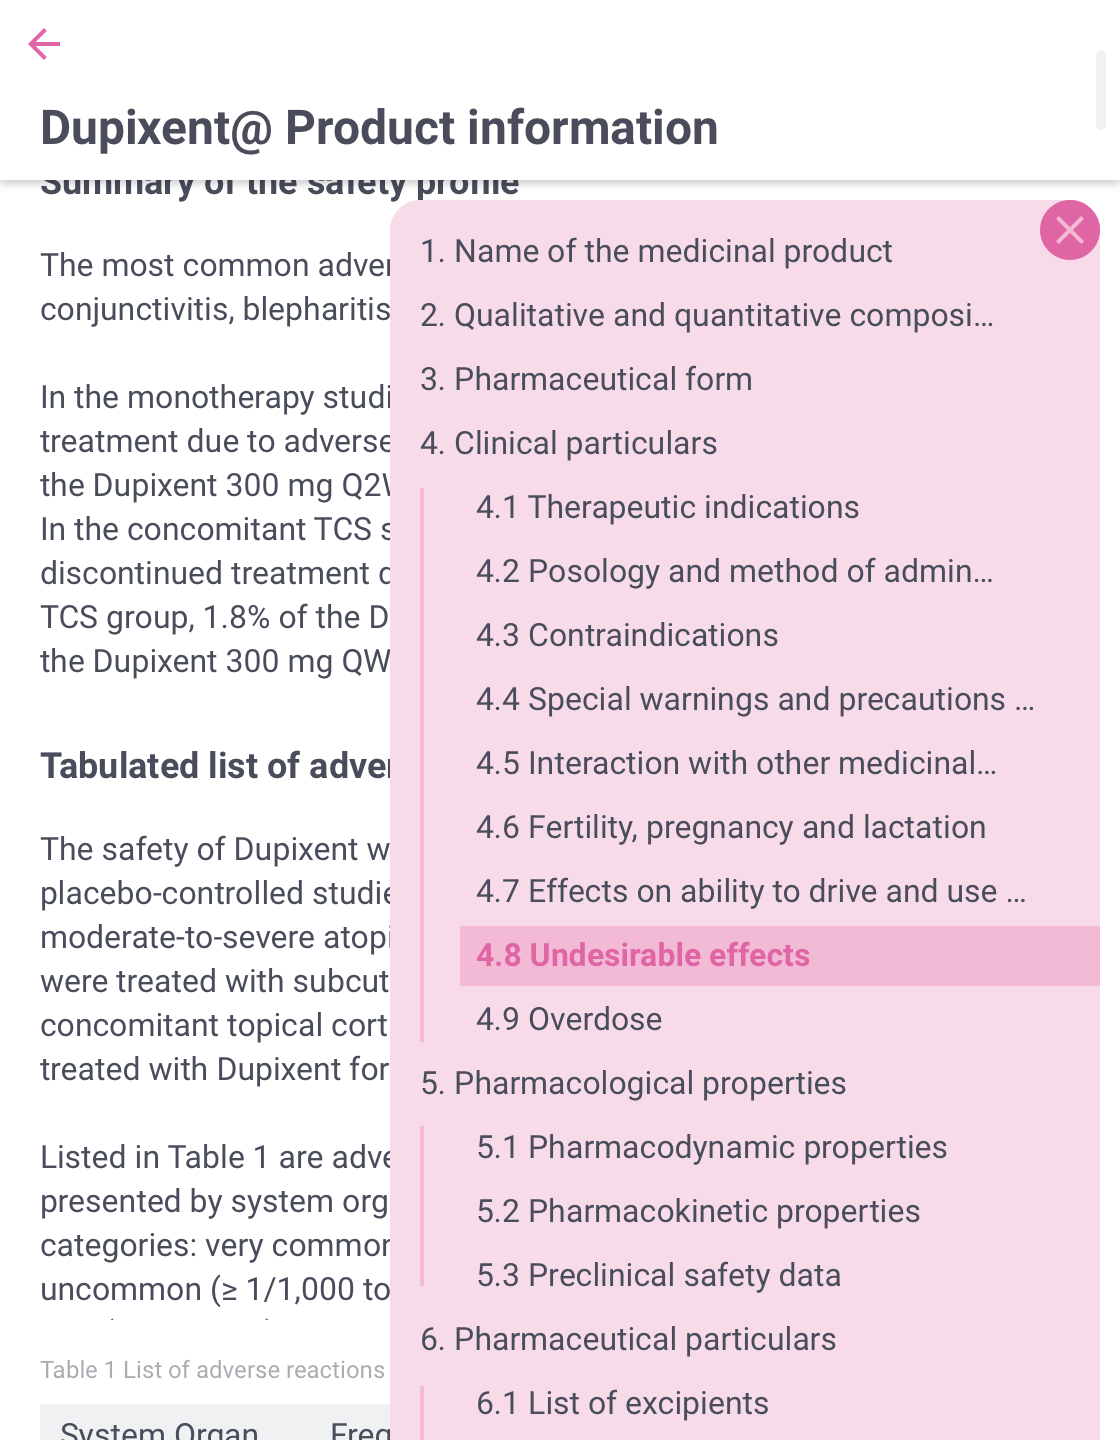 Dupixent@ Product information
Summary of the safety profile
The most common adver
conjunctivitis, blepharitis
In the monotherapy studi
treatment due to adverse
the Dupixent 300 mg Q2W
In the concomitant TCS s
discontinued treatment d
TCS group, 1.8% of the D
the Dupixent 300 mg QW
Tabulated list of adver
The safety of Dupixent w
placebo-controlled studie
moderate-to-severe atopi
were treated with subcut
concomitant topical cort
treated with Dupixent for
Listed in Table 1 are adve
presented by system org
categories: very common
uncommon (≥ 1/1,000 to
Table 1 List of adverse reactions
System Organ Freq
1. Name of the medicinal product
2. Qualitative and quantitative composi...
3. Pharmaceutical form
4. Clinical particulars
4.1 Therapeutic indications
4.2 Posology and method of admin...
4.3 Contraindications
4.4 Special warnings and precautions ...
4.5 Interaction with other medicinal...
4.6 Fertility, pregnancy and lactation
4.7 Effects on ability to drive and use ...
4.8 Undesirable effects
4.9 Overdose
5. Pharmacological properties
5.1 Pharmacodynamic properties
5.2 Pharmacokinetic properties
5.3 Preclinical safety data
6. Pharmaceutical particulars
6.1 List of excipients